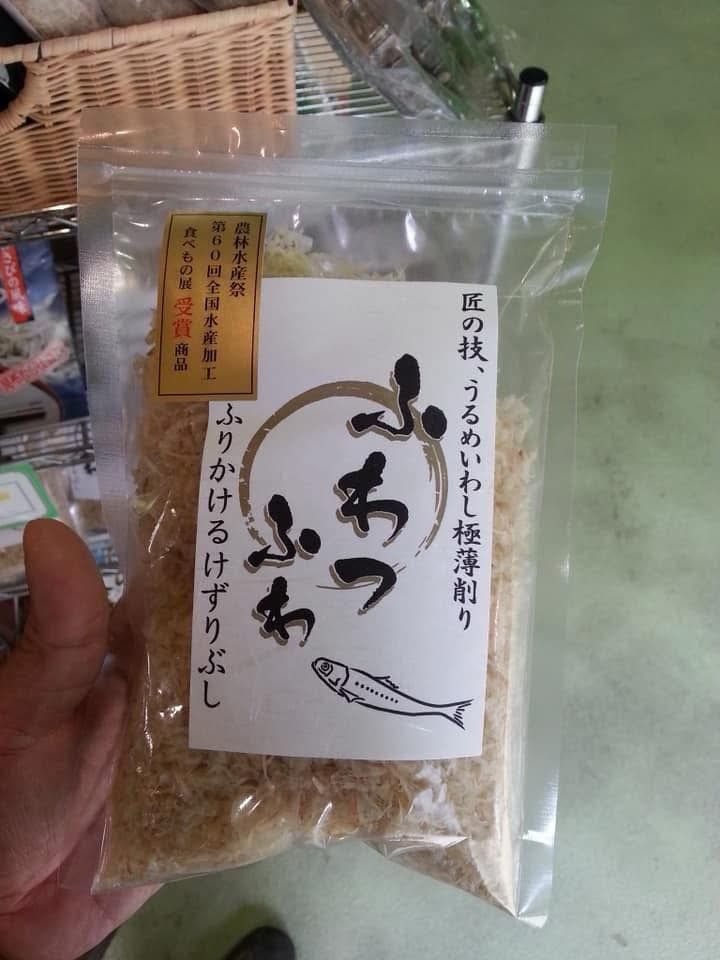 匠の技、うるめいわし極薄削り
ふわっ
ふわ
ふりかけるけずりぶし
農林水産祭
第60回全国水産加工
食べもの展 受賞 商品